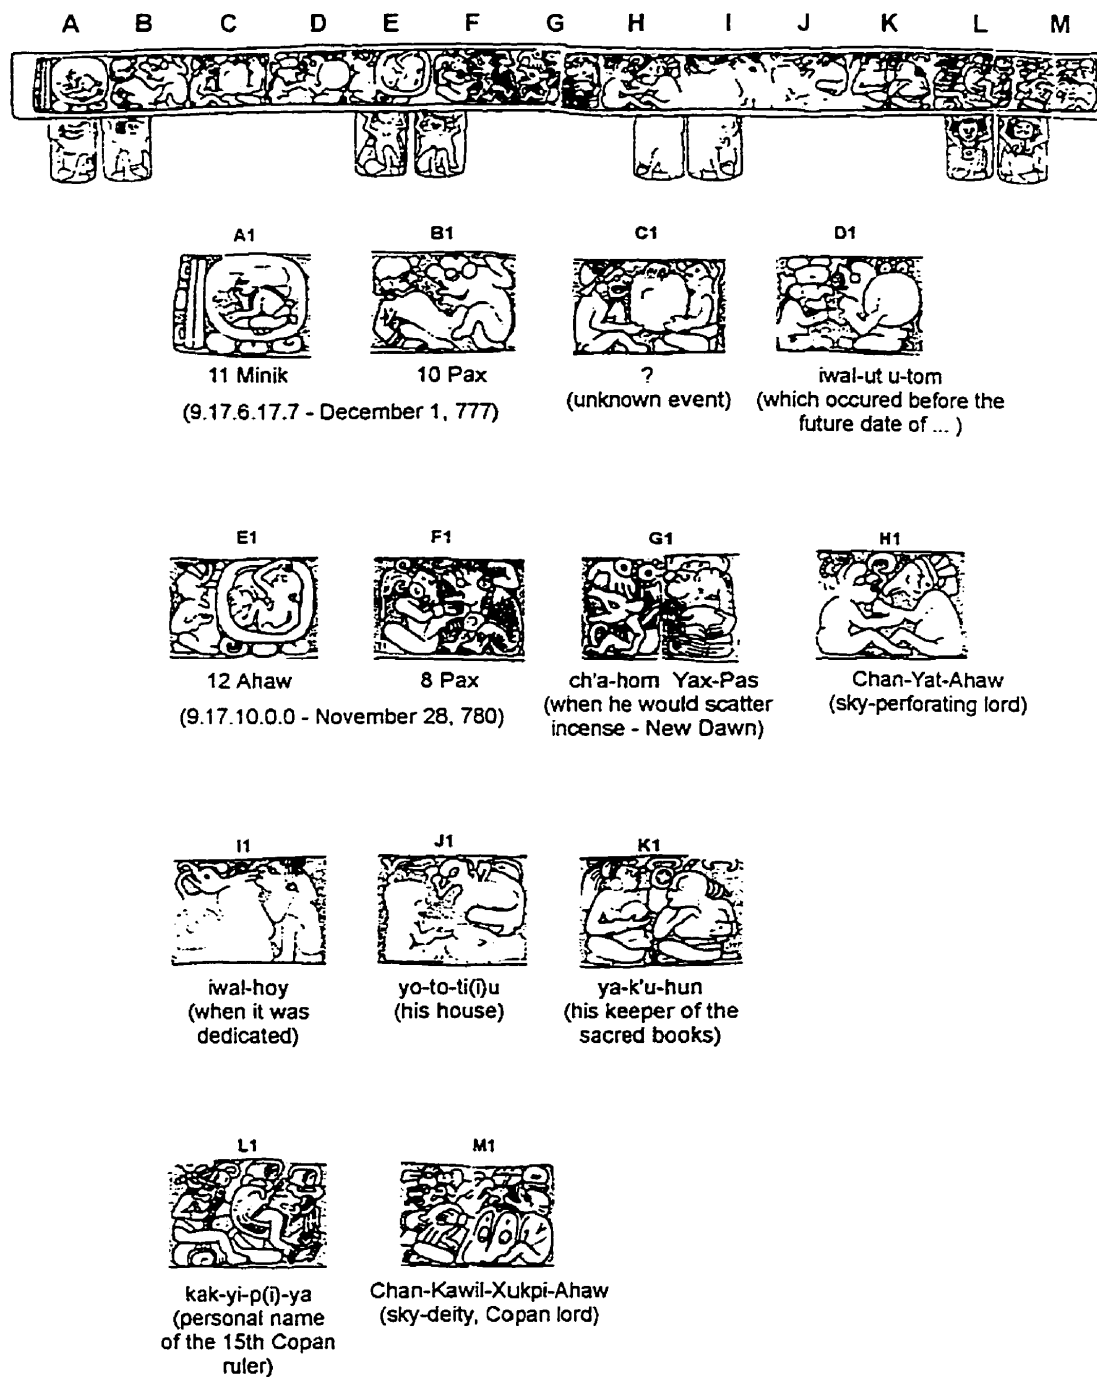 A B C D E F G H I J K L M
A1 B1 C1 D1
11 Minik 10 Pax ? iwal-ut u-tom
(9.17.6.17.7 - December 1, 777) (unknown event) (which occured before the
future date of ... )
E1 F1 G1 H1
12 Ahaw 8 Pax ch'a-hom Yax-Pas Chan-Yat-Ahaw
(9.17.10.0.0 - November 28, 780) (when he would scatter (sky-perforating lord)
incense - New Dawn)
I1 J1 K1
iwal-hoy yo-to-ti(i)u ya-k'u-hun
(when it was (his house) (his keeper of the
dedicated) sacred books)
L1 M1
kak-yi-p(i)-ya Chan-Kawil-Xukpi-Ahaw
(personal name (sky-deity, Copan lord)
of the 15th Copan
ruler)